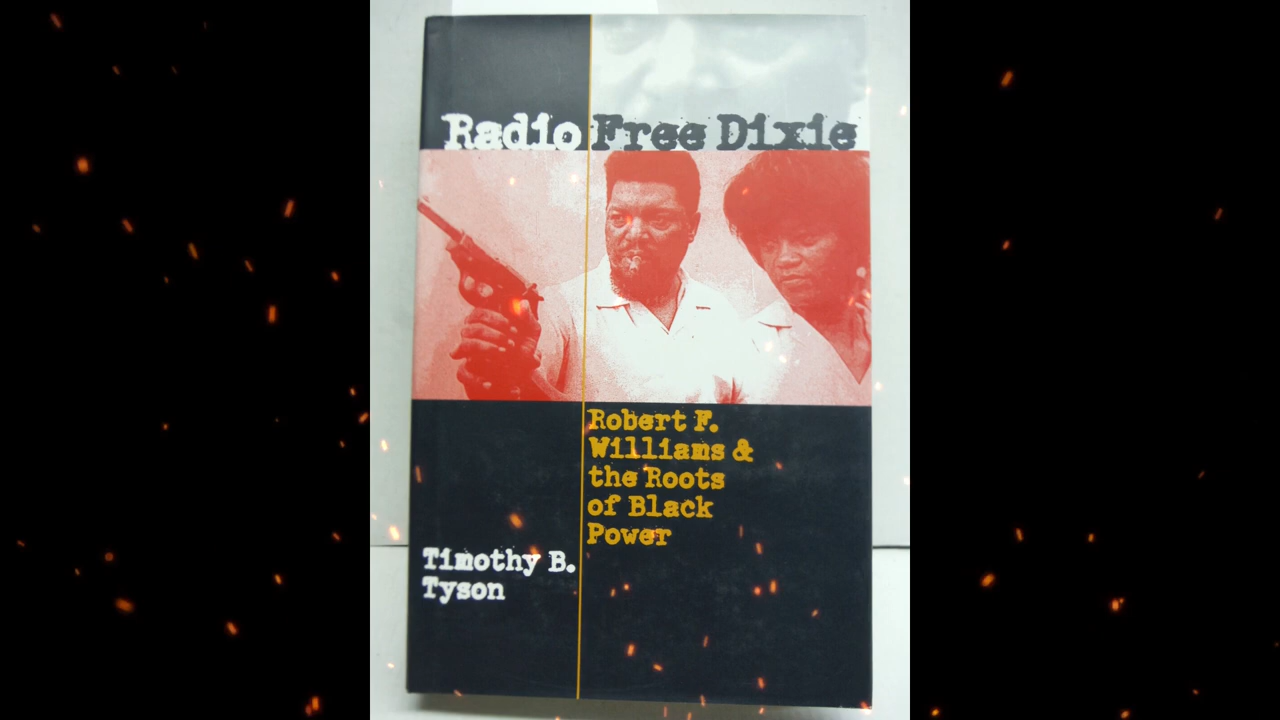 Radio Free Dixie
Robert F.
Williams &
the Roots
of Black
Power
Timothy B.
Tyson